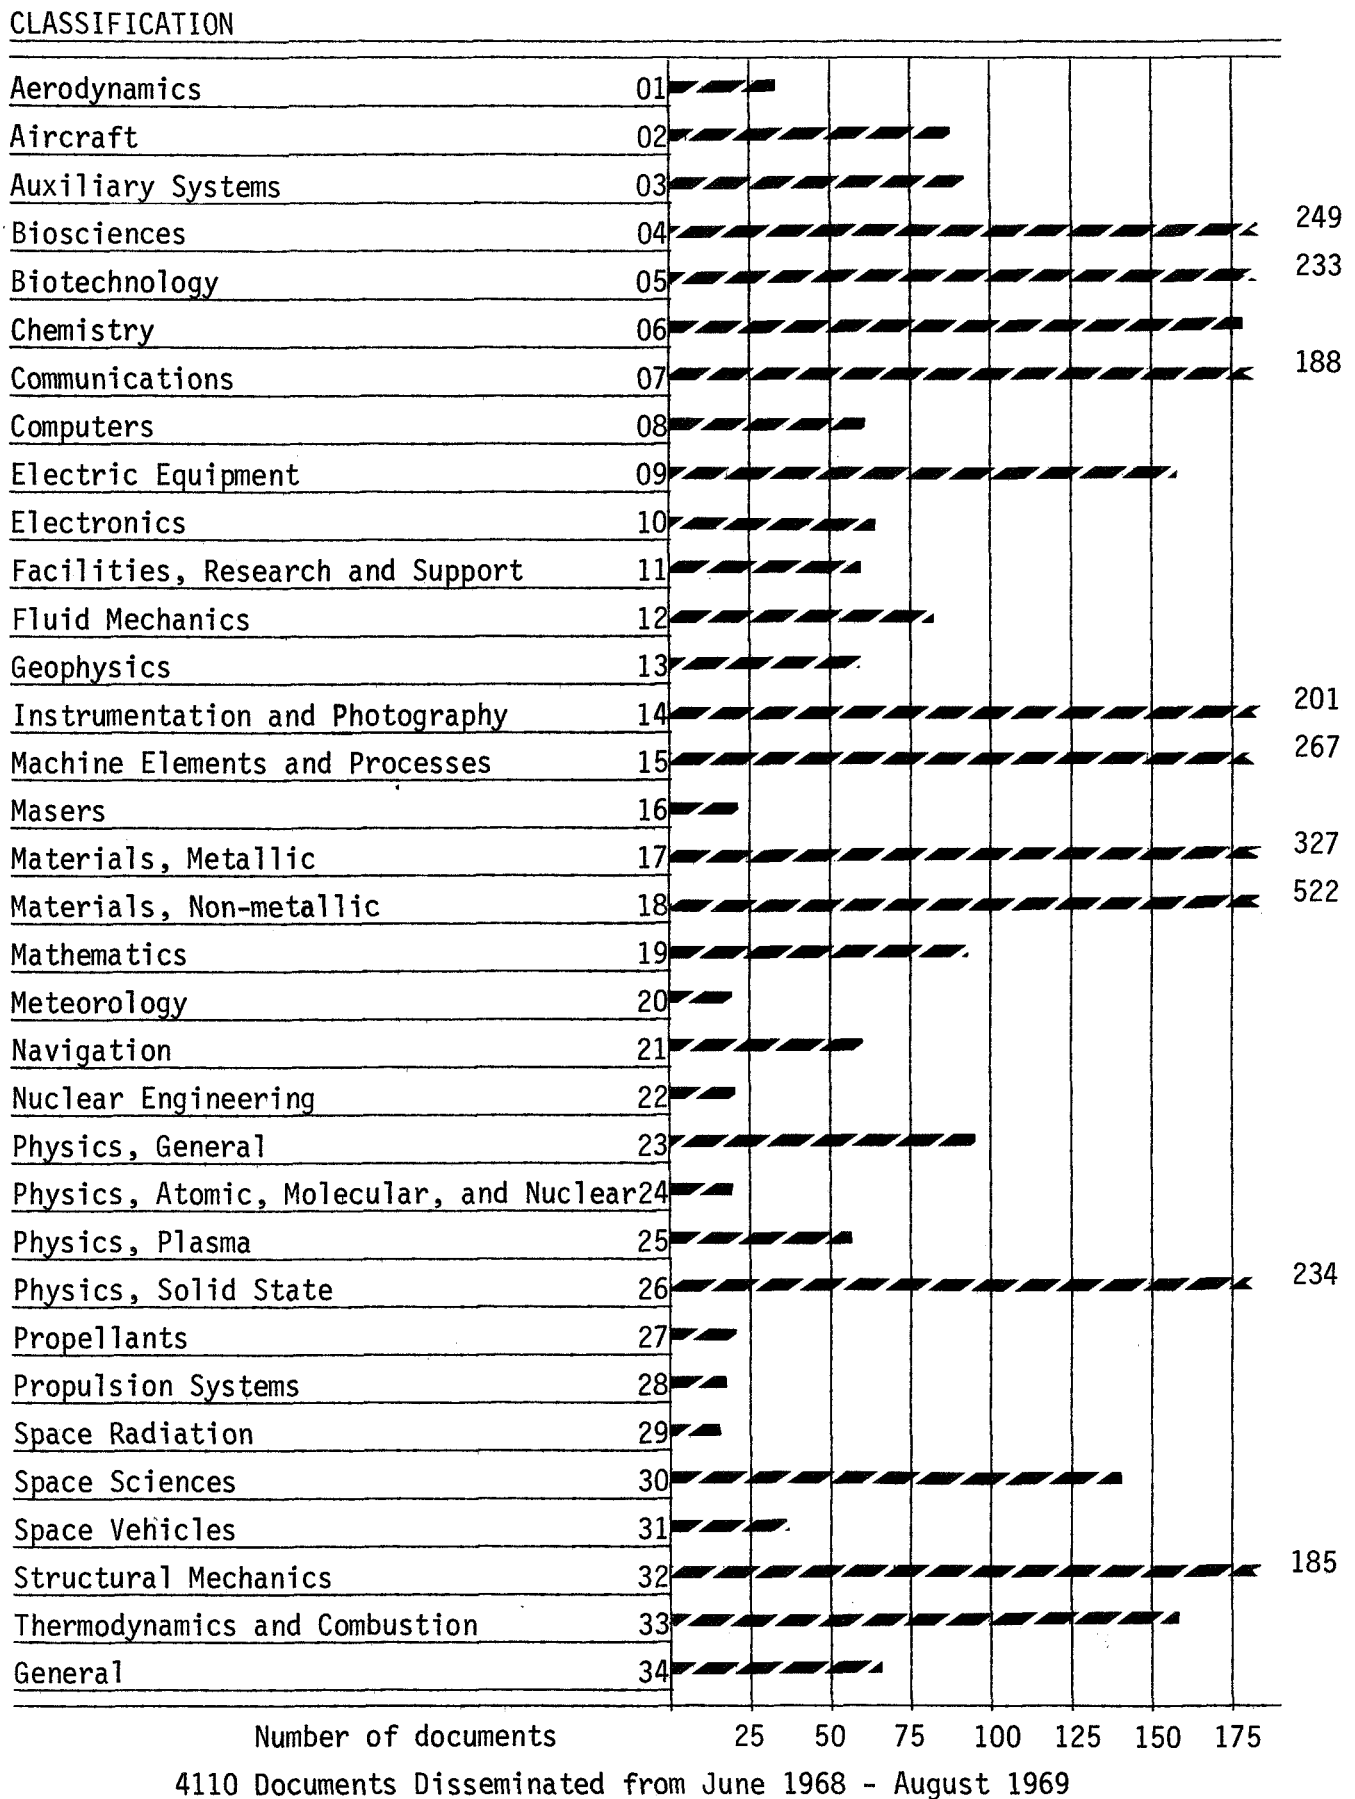 CLASSIFICATION
Aerodynamics 01
Aircraft 02
Auxiliary Systems 03
Biosciences 04 249
Biotechnology 05 233
Chemistry 06
Communications 07 188
Computers 08
Electric Equipment 09
Electronics 10
Facilities, Research and Support 11
Fluid Mechanics 12
Geophysics 13
Instrumentation and Photography 14 201
Machine Elements and Processes 15 267
Masers 16
Materials, Metallic 17 327
Materials, Non-metallic 18 522
Mathematics 19
Meteorology 20
Navigation 21
Nuclear Engineering 22
Physics, General 23
Physics, Atomic, Molecular, and Nuclear 24
Physics, Plasma 25
Physics, Solid State 26 234
Propellants 27
Propulsion Systems 28
Space Radiation 29
Space Sciences 30
Space Vehicles 31
Structural Mechanics 32 185
Thermodynamics and Combustion 33
General 34
Number of documents 25 50 75 100 125 150 175
4110 Documents Disseminated from June 1968 - August 1969